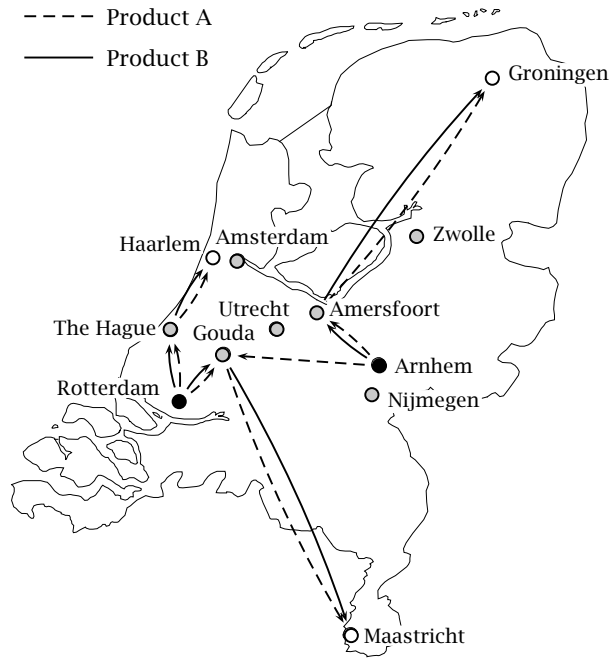 Product A
Product B
Groningen
Zwolle
Haarlem
Amsterdam
Utrecht
Amersfoort
The Hague
Gouda
Arnhem
Rotterdam
Nijmegen
Maastricht